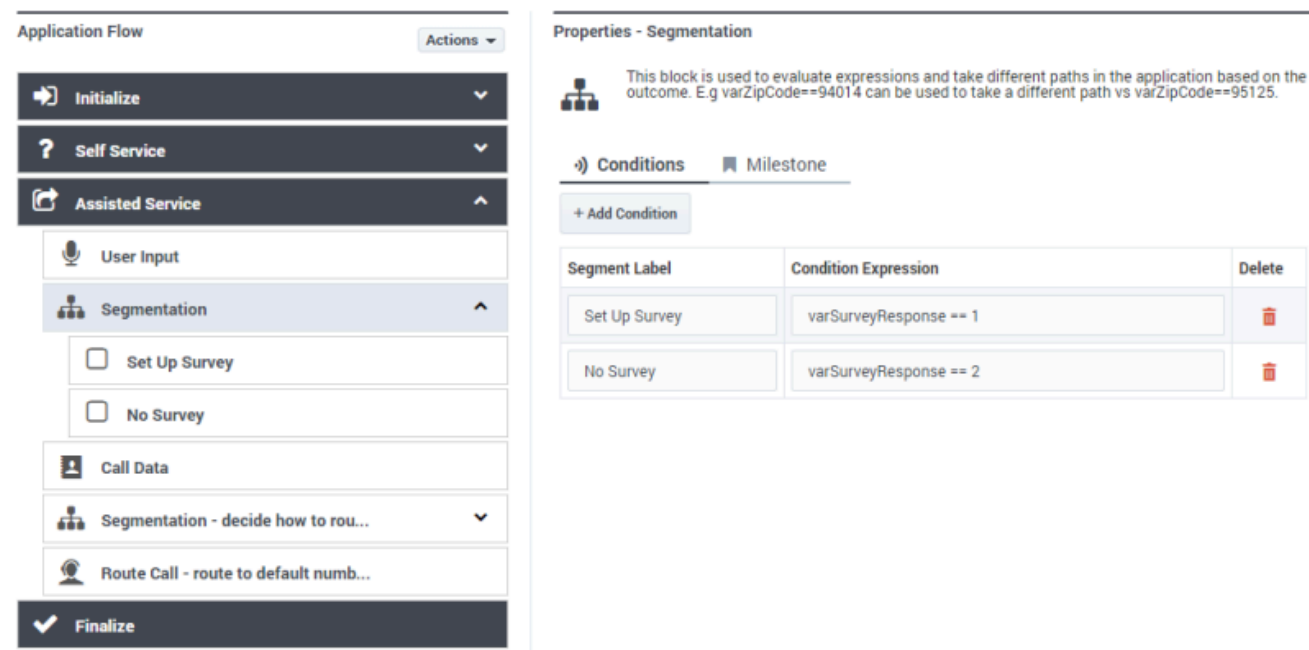 Application Flow
Actions
Initialize
Self Service
Assisted Service
User Input
Segmentation
Set Up Survey
No Survey
Call Data
Segmentation - decide how to rou...
Route Call - route to default numb...
Finalize
Properties - Segmentation
This block is used to evaluate expressions and take different paths in the application based on the
outcome. E.g varZipCode==94014 can be used to take a different path vs varZipCode==95125.
Conditions Milestone
+ Add Condition
Segment Label Condition Expression Delete
Set Up Survey varSurveyResponse == 1
No Survey varSurveyResponse == 2